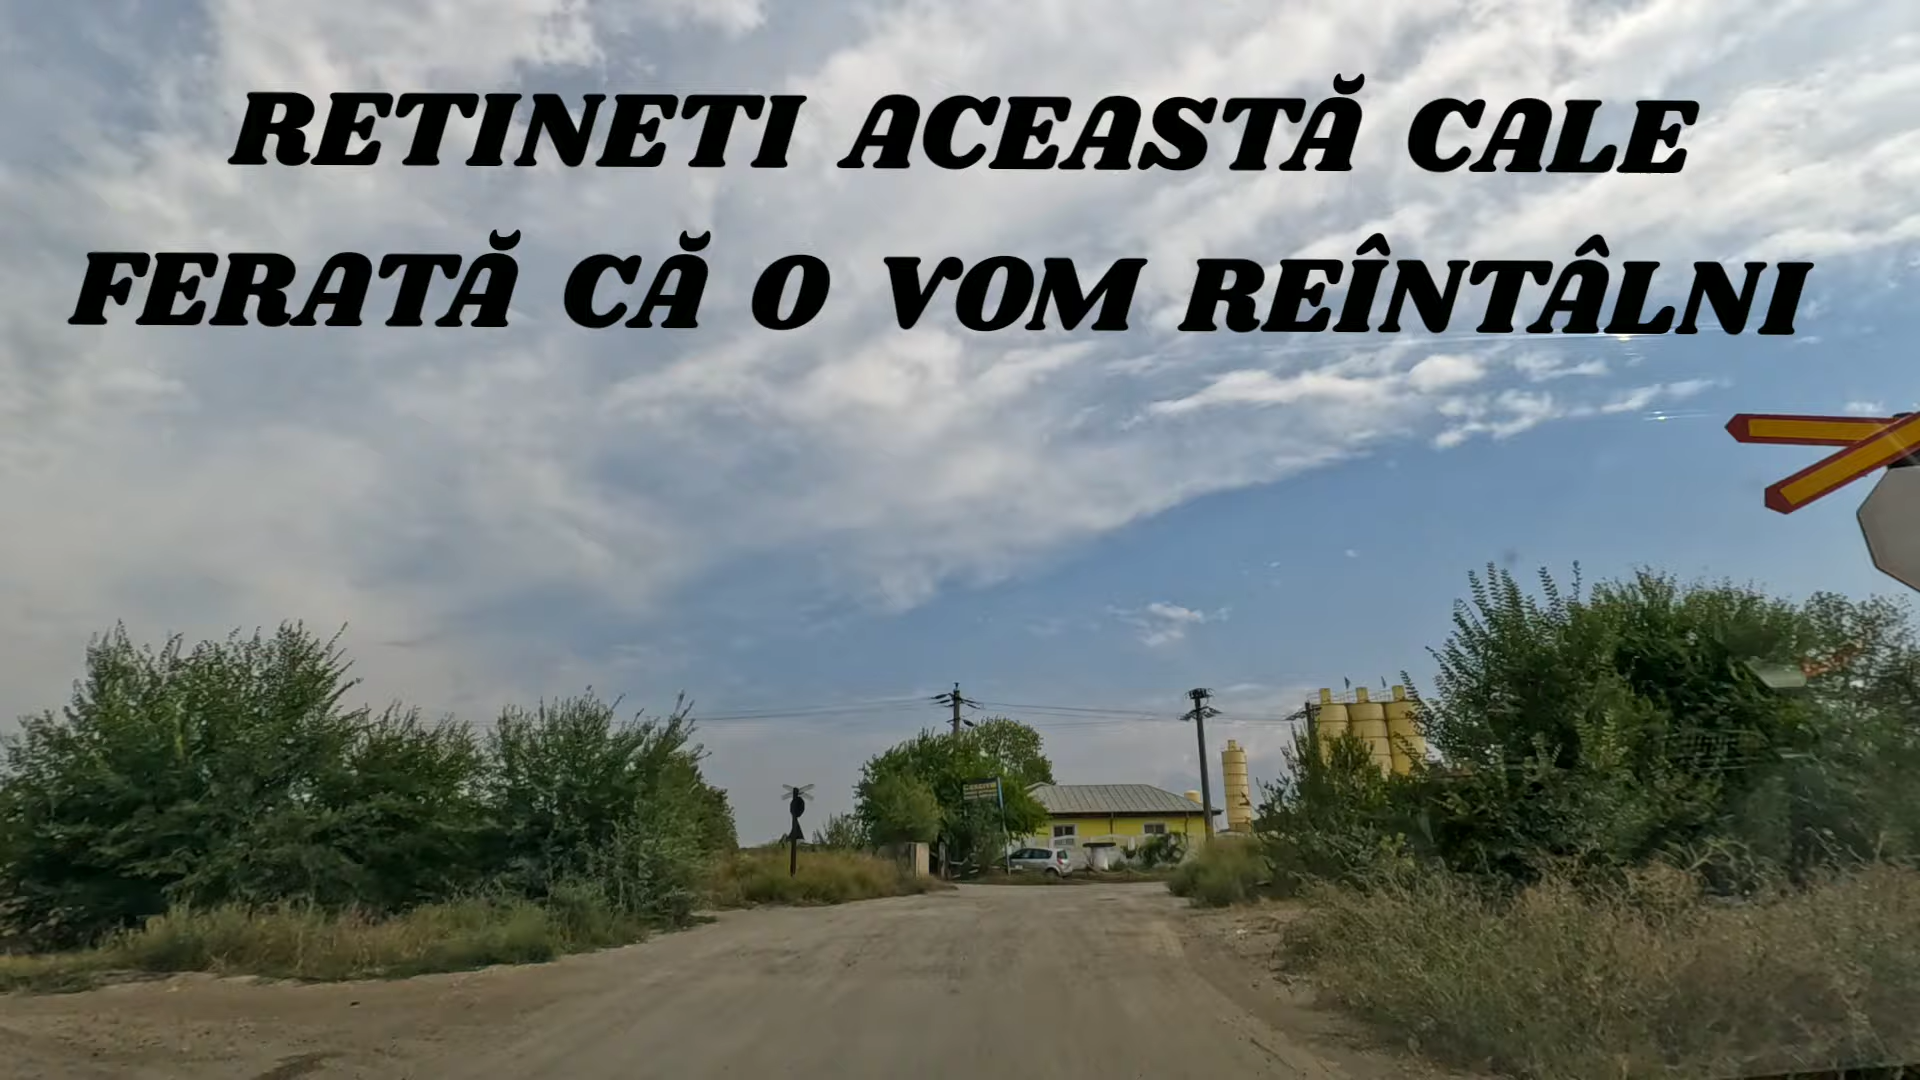 RETINETI ACEASTĂ CALE
FERATĂ CĂ O VOM REÎNTÂLNI